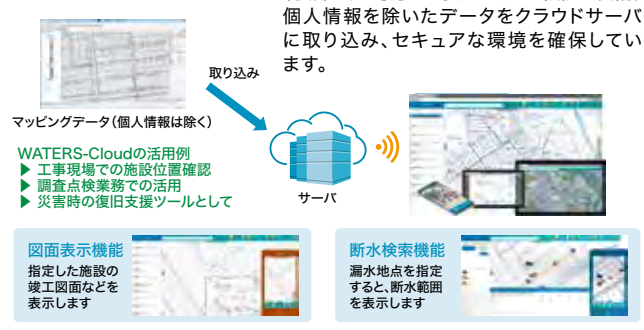 個人情報を除いたデータをクラウドサーバ
に取り込み、セキュアな環境を確保してい
ます。
取り込み
マッピングデータ（個人情報は除く）
WATERS-Cloudの活用例
▶ 工事現場での施設位置確認
▶ 調査点検業務での活用
▶ 災害時の復旧支援ツールとして
サーバ
図面表示機能
指定した施設の
竣工図面などを
表示します
断水検索機能
漏水地点を指定
すると、断水範囲
を表示します